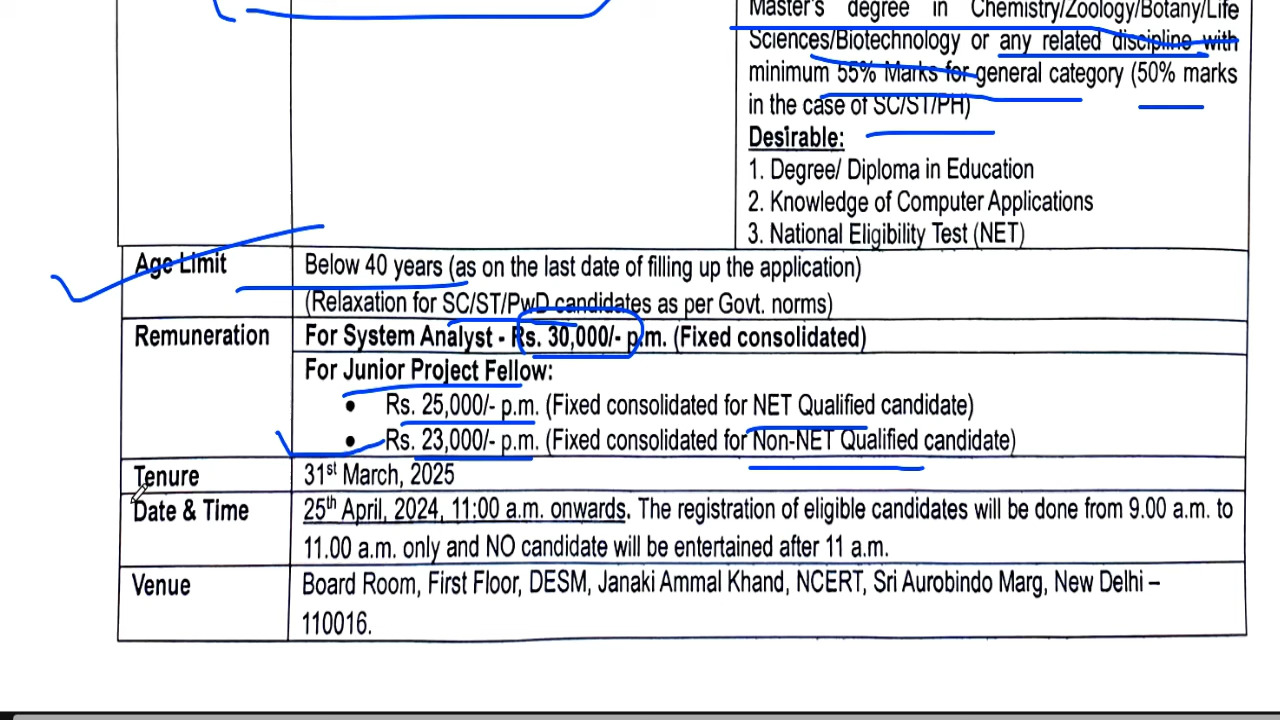 Master's degree in Chemistry/Zoology/Botany/Life
Sciences/Biotechnology or any related discipline with
minimum 55% Marks for general category (50% marks
in the case of SC/ST/PH)
Desirable:
1. Degree/ Diploma in Education
2. Knowledge of Computer Applications
3. National Eligibility Test (NET)
Age Limit
Below 40 years (as on the last date of filling up the application)
(Relaxation for SC/ST/PwD candidates as per Govt. norms)
Remuneration
For System Analyst - Rs. 30,000/- p.m. (Fixed consolidated)
For Junior Project Fellow:
• Rs. 25,000/- p.m. (Fixed consolidated for NET Qualified candidate)
• Rs. 23,000/- p.m. (Fixed consolidated for Non-NET Qualified candidate)
Tenure
31st March, 2025
Date & Time
25th April, 2024, 11:00 a.m. onwards. The registration of eligible candidates will be done from 9.00 a.m. to
11.00 a.m. only and NO candidate will be entertained after 11 a.m.
Venue
Board Room, First Floor, DESM, Janaki Ammal Khand, NCERT, Sri Aurobindo Marg, New Delhi –
110016.